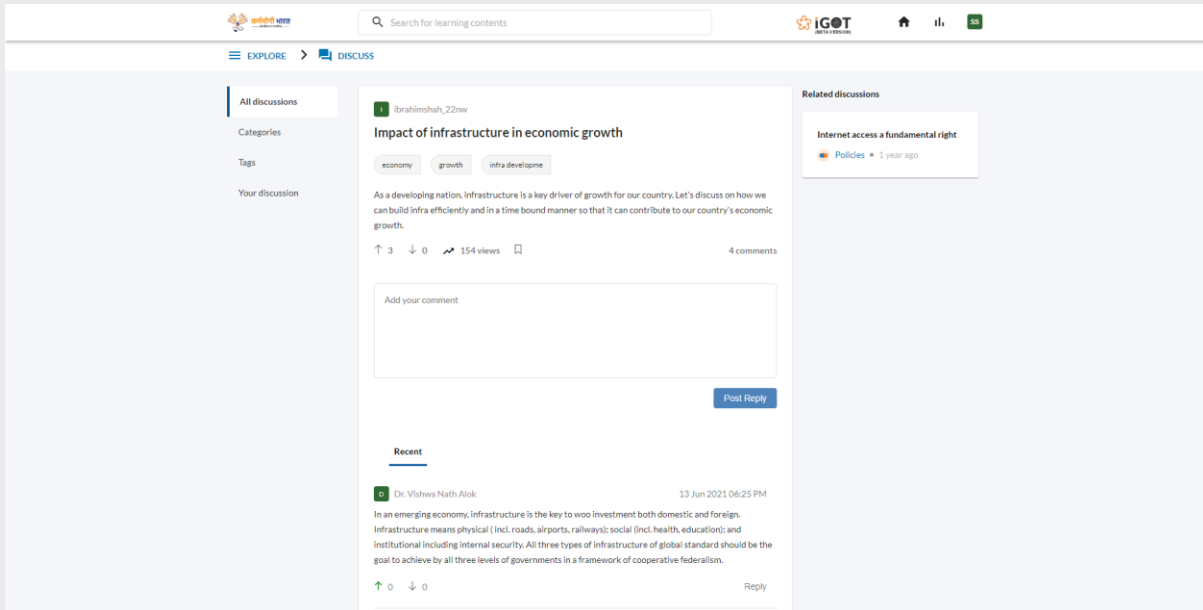 कर्मयोगी भारत
Search for learning contents
iGOT
(BETA VERSION)
SS
EXPLORE
DISCUSS
All discussions
Categories
Tags
Your discussion
I
ibrahimshah_22nw
Impact of infrastructure in economic growth
economy
growth
infra developme
As a developing nation, infrastructure is a key driver of growth for our country. Let's discuss on how we
can build infra efficiently and in a time bound manner so that it can contribute to our country's economic
growth.
3
0
154 views
4 comments
Add your comment
Post Reply
Recent
D
Dr. Vishwa Nath Alok
13 Jun 2021 06:25 PM
In an emerging economy, infrastructure is the key to woo investment both domestic and foreign.
Infrastructure means physical ( incl. roads, airports, railways); social (incl. health, education); and
institutional including internal security. All three types of infrastructure of global standard should be the
goal to achieve by all three levels of governments in a framework of cooperative federalism.
0
0
Reply
Related discussions
Internet access a fundamental right
Policies • 1 year ago